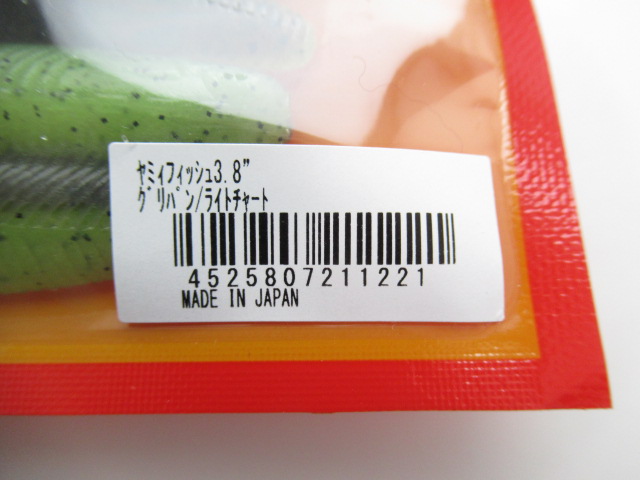 ﾔﾐｨﾌｨｯｼｭ3.8"
ｸﾞﾘﾊﾟﾝ/ﾗｲﾄﾁｬｰﾄ
4525807211221
MADE IN JAPAN